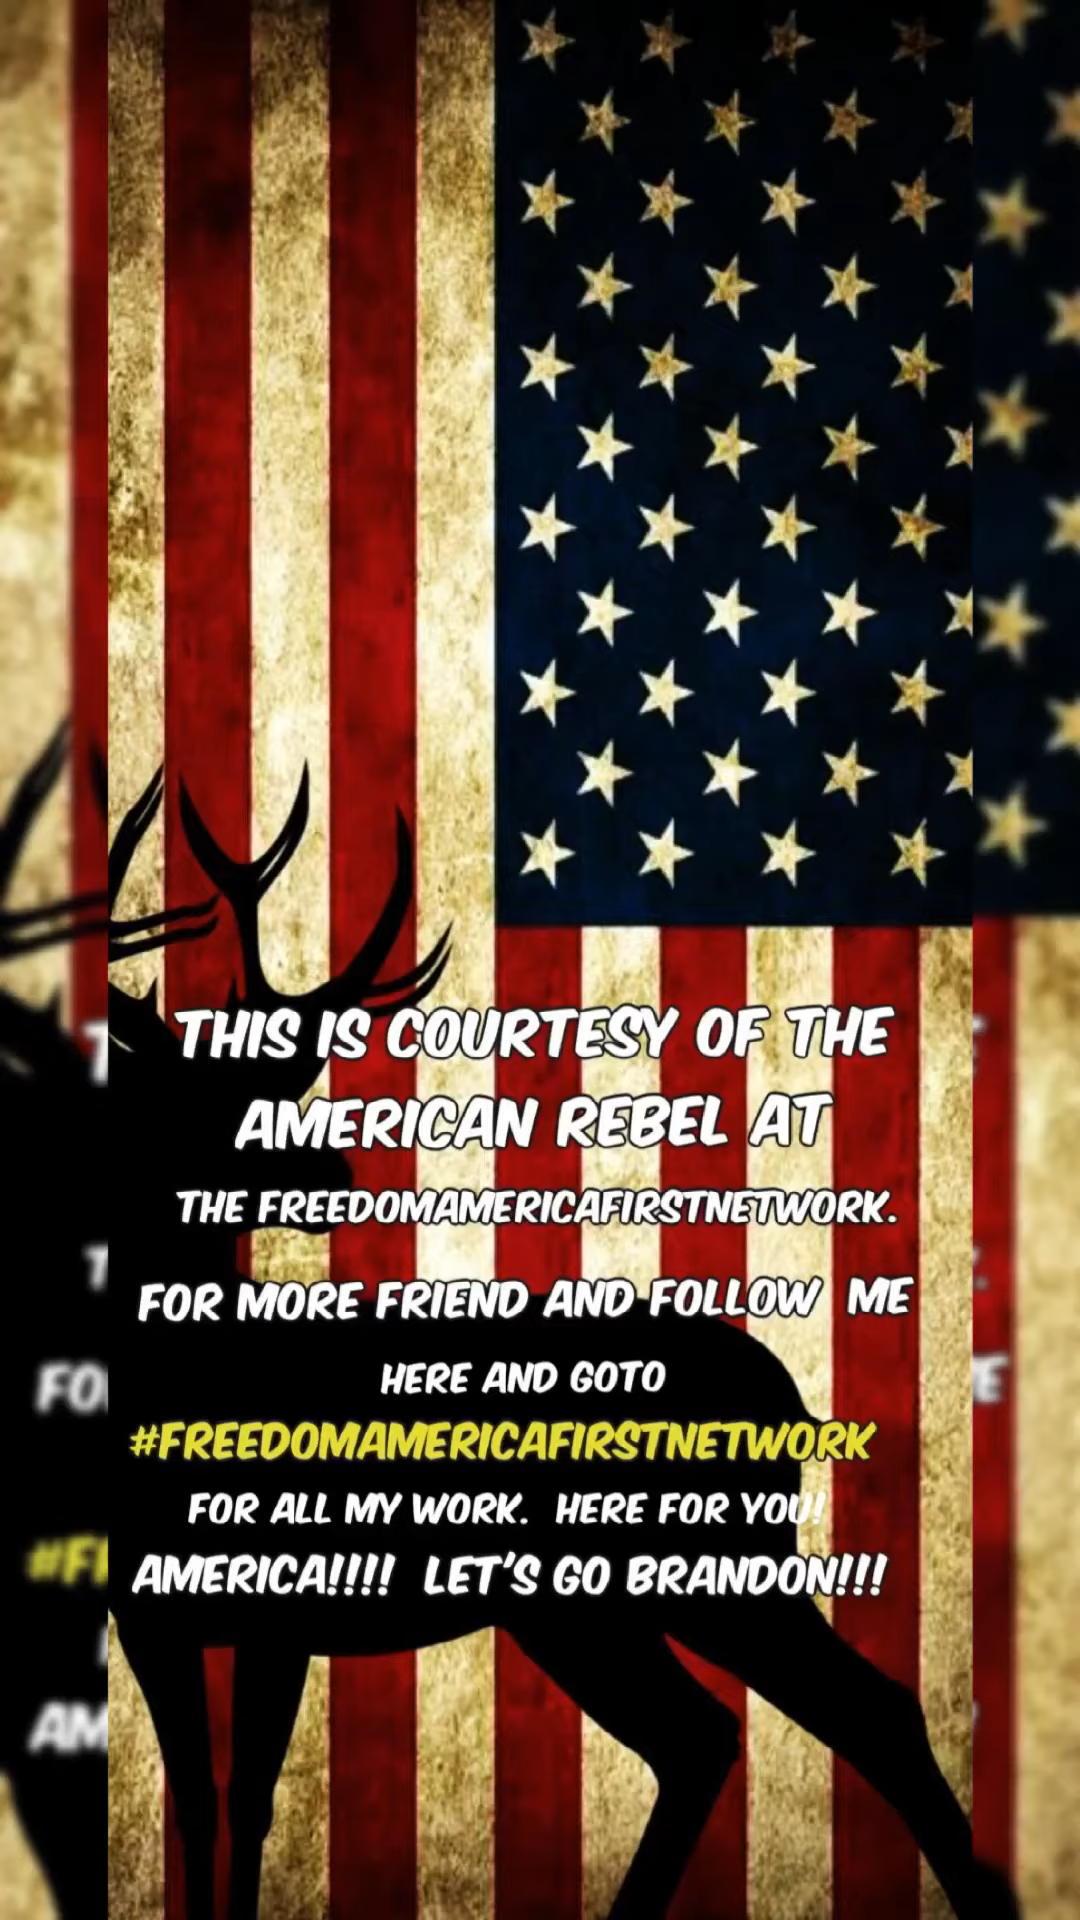 THIS IS COURTESY OF THE
AMERICAN REBEL AT
THE FREEDOMAMERICAFIRSTNETWORK.
FOR MORE FRIEND AND FOLLOW ME
HERE AND GOTO
#FREEDOMAMERICAFIRSTNETWORK
FOR ALL MY WORK. HERE FOR YOU!
AMERICA!!!! LET'S GO BRANDON!!!